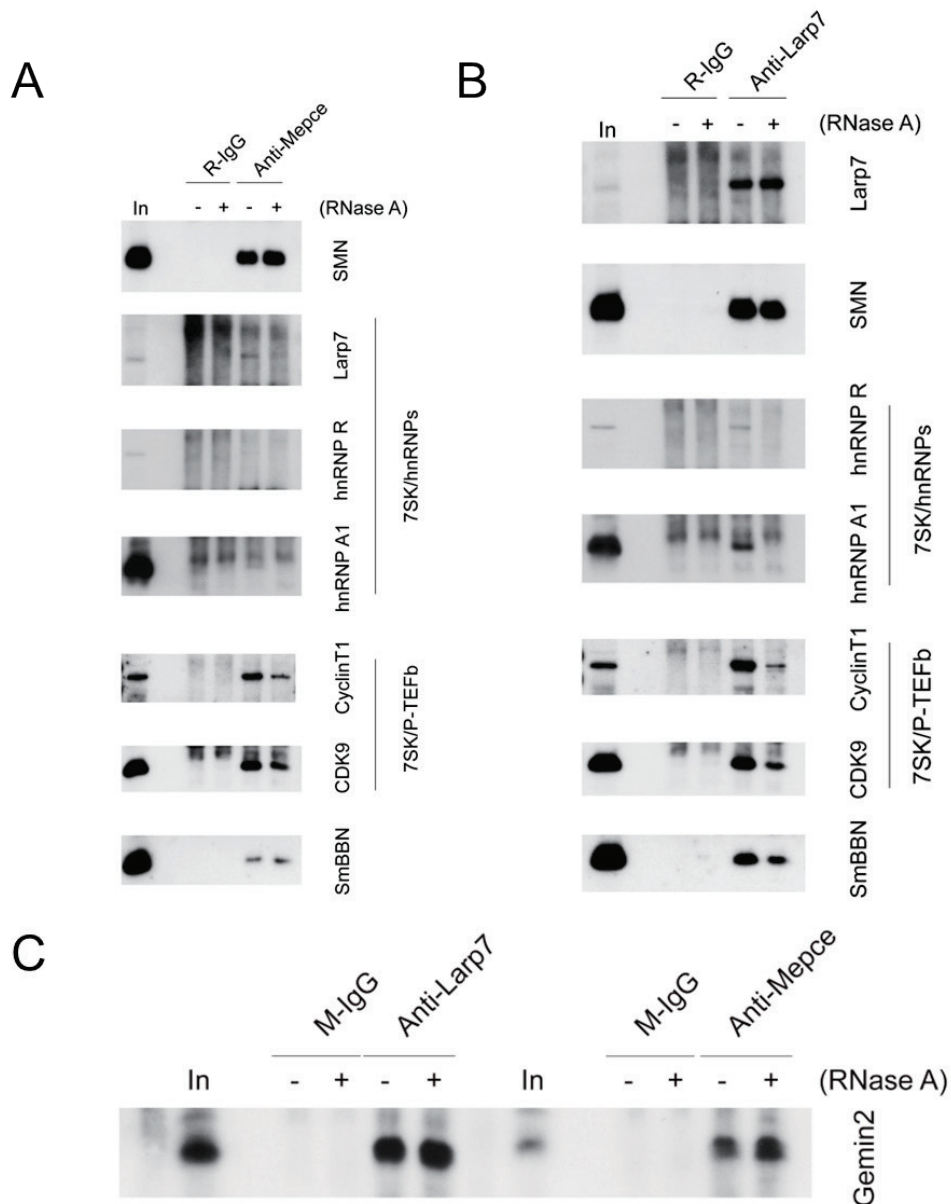 A
R-IgG
Anti-Mepce
In
-
+
-
+
(RNase A)
SMN
Larp7
hnRNP R
hnRNP A1
7SK/hnRNPs
CyclinT1
CDK9
7SK/P-TEFb
SmBBN
B
R-IgG
Anti-Larp7
In
-
+
-
+
(RNase A)
Larp7
SMN
hnRNP R
hnRNP A1
7SK/hnRNPs
CyclinT1
CDK9
7SK/P-TEFb
SmBBN
C
M-IgG
Anti-Larp7
M-IgG
Anti-Mepce
In
-
+
-
+
In
-
+
-
+
(RNase A)
Gemin2